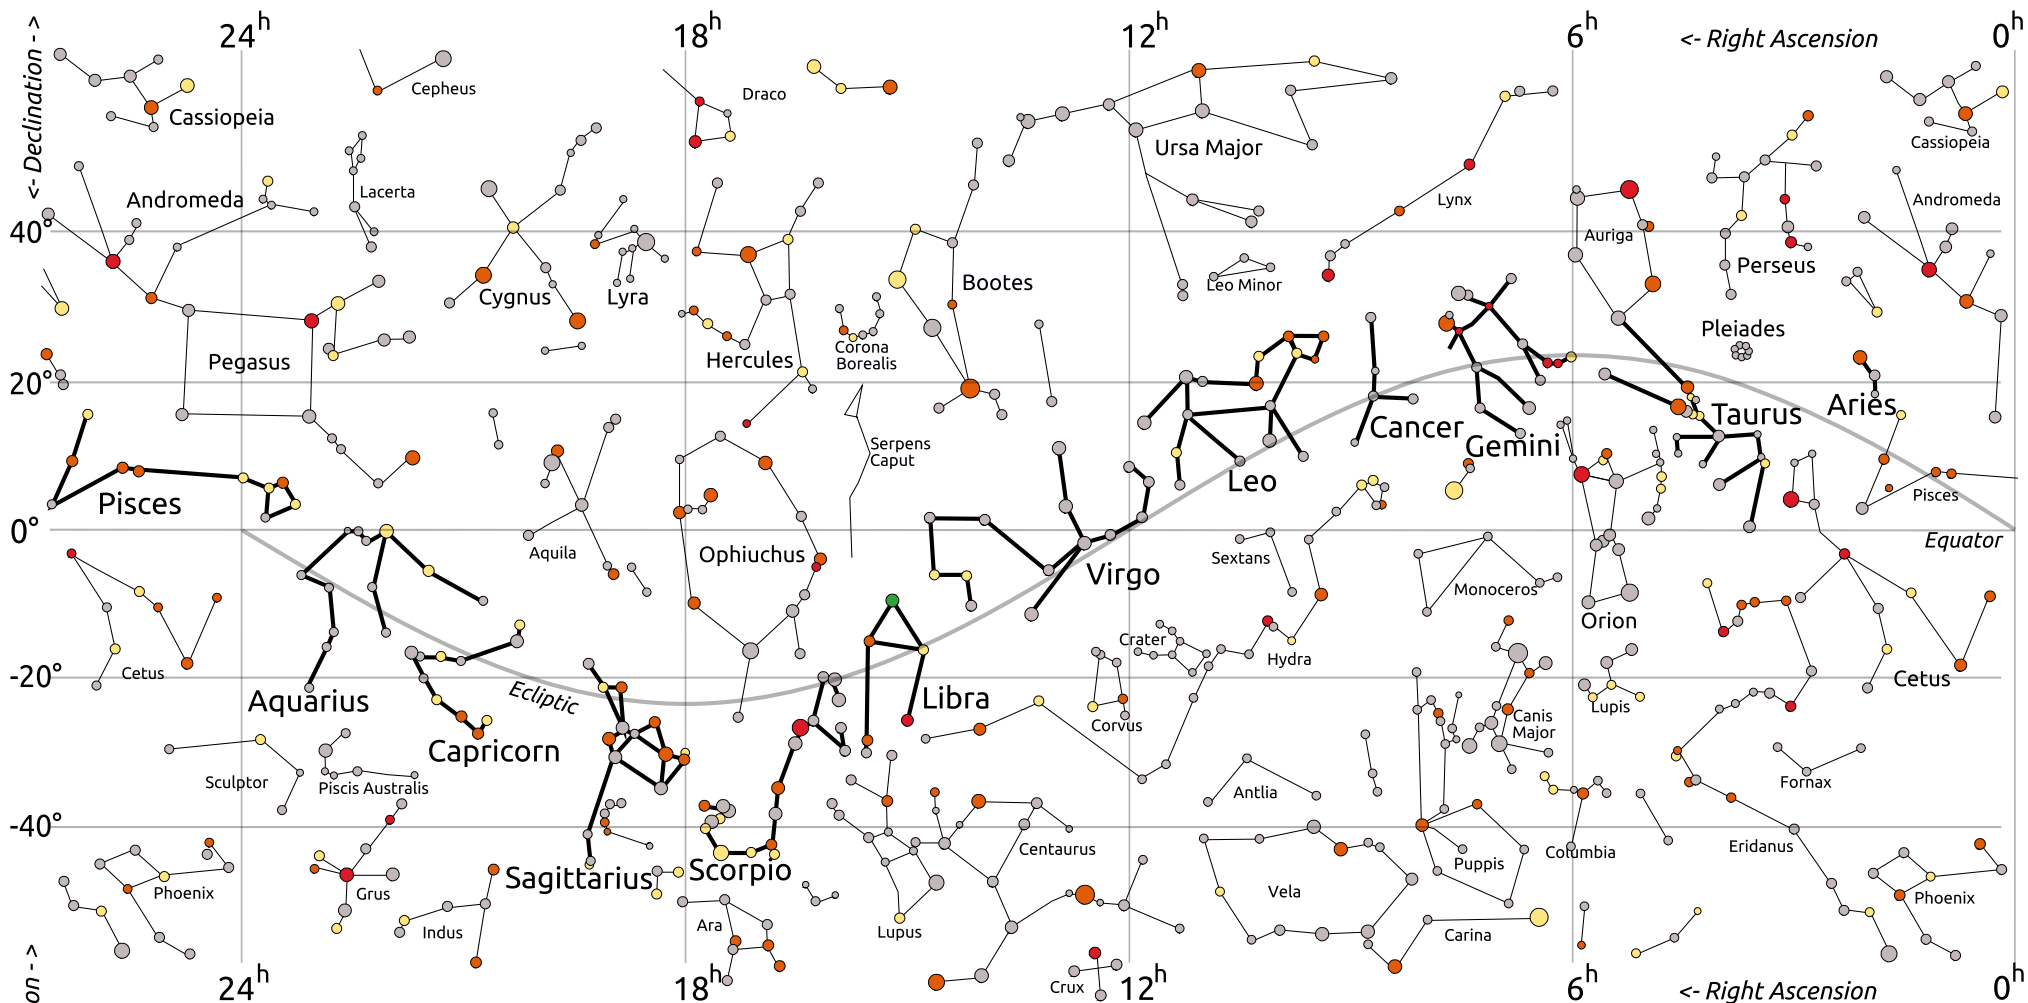 24h
18h
12h
6h
0h
<- Right Ascension
<- Declination -->
Cassiopeia
Cepheus
Draco
Ursa Major
Lynx
Cassiopeia
Andromeda
Lacerta
Andromeda
Auriga
Perseus
40°
Cygnus
Lyra
Bootes
Leo Minor
Pegasus
Hercules
Corona
Borealis
Pleiades
20°
Serpens
Caput
Cancer
Gemini
Taurus
Aries
Leo
Pisces
Pisces
0°
Aquila
Ophiuchus
Virgo
Sextans
Monoceros
Equator
Orion
Crater
Hydra
-20°
Cetus
Aquarius
Ecliptic
Libra
Corvus
Canis
Major
Lupis
Cetus
Capricorn
Sculptor
Piscis Australis
Antlia
Fornax
-40°
Sagittarius
Scorpio
Centaurus
Puppis
Columbia
Eridanus
Phoenix
Grus
Vela
Phoenix
Indus
Ara
Lupus
Carina
Crux
on -->
24h
18h
12h
6h
0h
<- Right Ascension